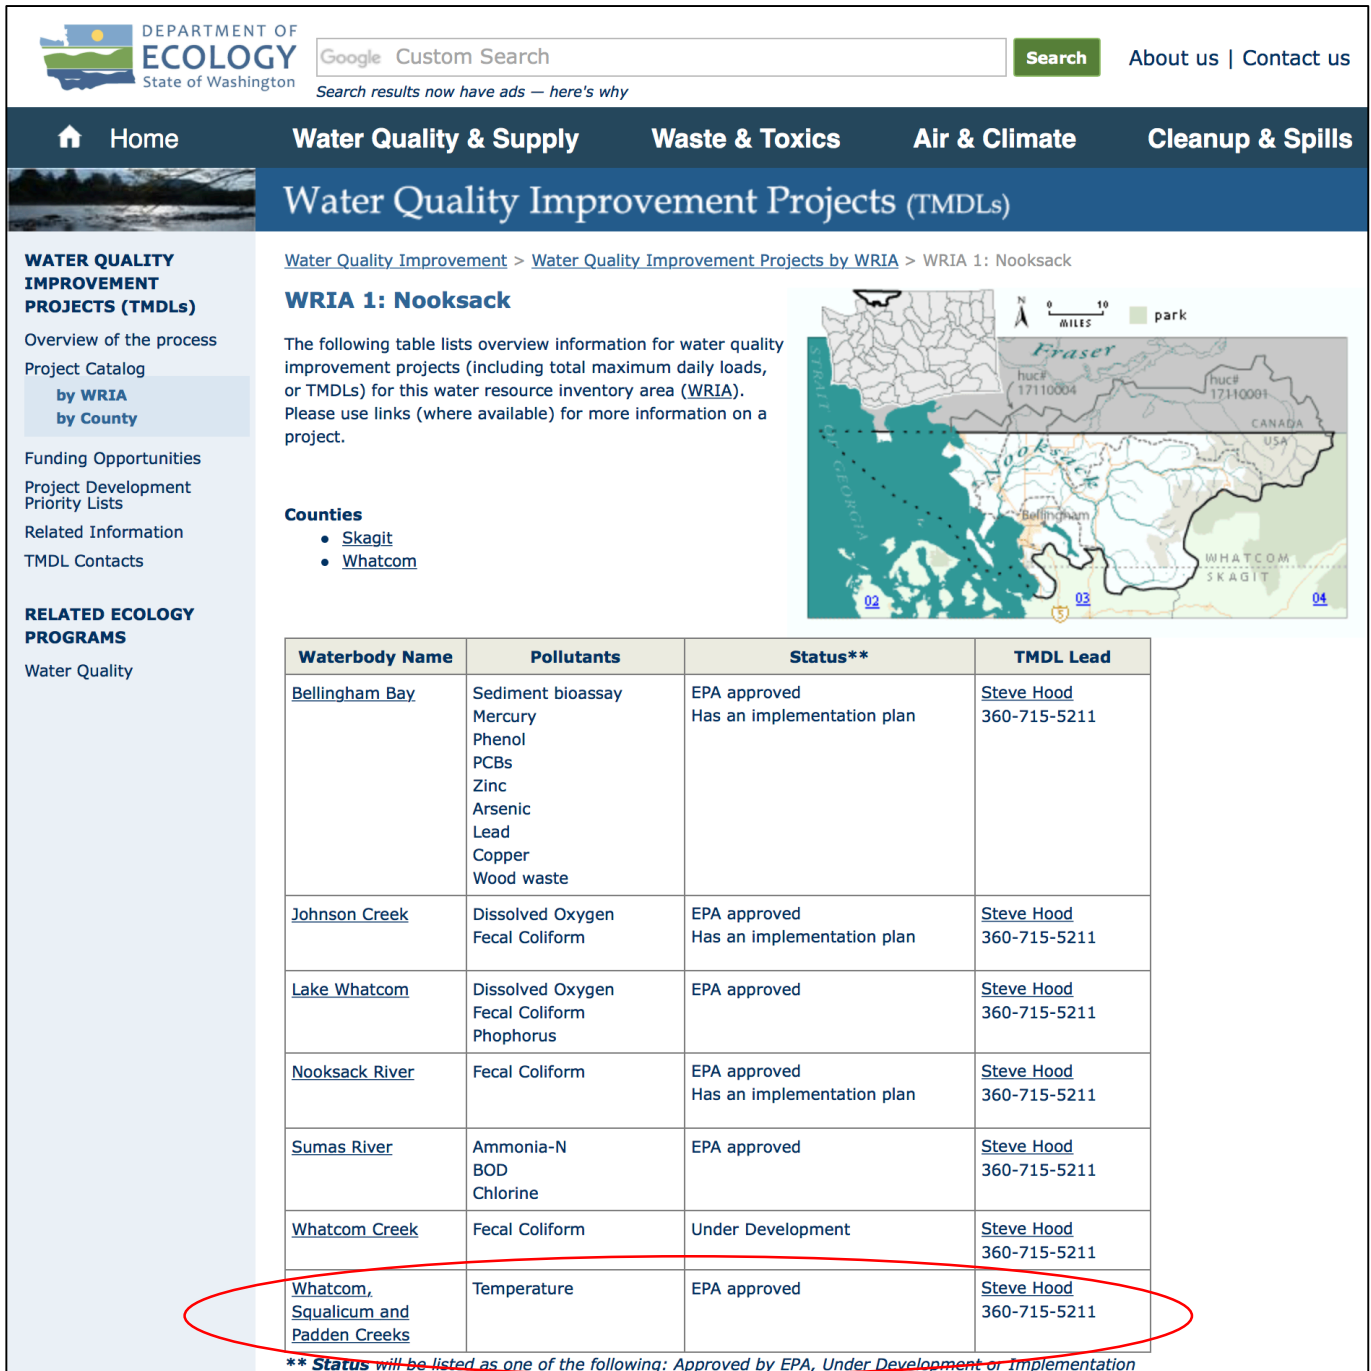 DEPARTMENT OF
ECOLOGY
State of Washington
Google Custom Search
Search
About us | Contact us
Search results now have ads — here's why
Home
Water Quality & Supply
Waste & Toxics
Air & Climate
Cleanup & Spills
Water Quality Improvement Projects (TMDLs)
WATER QUALITY
IMPROVEMENT
PROJECTS (TMDLs)
Overview of the process
Project Catalog
by WRIA
by County
Funding Opportunities
Project Development
Priority Lists
Related Information
TMDL Contacts
RELATED ECOLOGY
PROGRAMS
Water Quality
Water Quality Improvement > Water Quality Improvement Projects by WRIA > WRIA 1: Nooksack
WRIA 1: Nooksack
The following table lists overview information for water quality
improvement projects (including total maximum daily loads,
or TMDLs) for this water resource inventory area (WRIA).
Please use links (where available) for more information on a
project.
Counties
• Skagit
• Whatcom
N
0 10
MILES
park
Fraser
huc#
17110004
huc#
17110001
CANADA
USA
STRAIT OF GEORGIA
Nooksack
Bellingham
WHATCOM
SKAGIT
02
03
04
5
Waterbody Name Pollutants Status** TMDL Lead
Bellingham Bay Sediment bioassay EPA approved Steve Hood
Mercury Has an implementation plan 360-715-5211
Phenol
PCBs
Zinc
Arsenic
Lead
Copper
Wood waste
Johnson Creek Dissolved Oxygen EPA approved Steve Hood
Fecal Coliform Has an implementation plan 360-715-5211
Lake Whatcom Dissolved Oxygen EPA approved Steve Hood
Fecal Coliform 360-715-5211
Phophorus
Nooksack River Fecal Coliform EPA approved Steve Hood
Has an implementation plan 360-715-5211
Sumas River Ammonia-N EPA approved Steve Hood
BOD 360-715-5211
Chlorine
Whatcom Creek Fecal Coliform Under Development Steve Hood
360-715-5211
Whatcom, Temperature EPA approved Steve Hood
Squalicum and 360-715-5211
Padden Creeks
** Status will be listed as one of the following: Approved by EPA, Under Development or Implementation